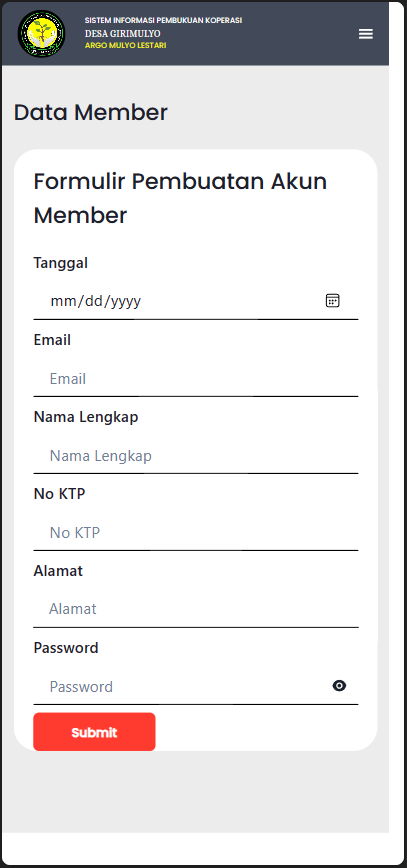 SISTEM INFORMASI PEMBUKUAN KOPERASI
DESA GIRIMULYO
ARGO MULYO LESTARI
Data Member
Formulir Pembuatan Akun
Member
Tanggal
mm/dd/yyyy
Email
Email
Nama Lengkap
Nama Lengkap
No KTP
No KTP
Alamat
Alamat
Password
Password
Submit